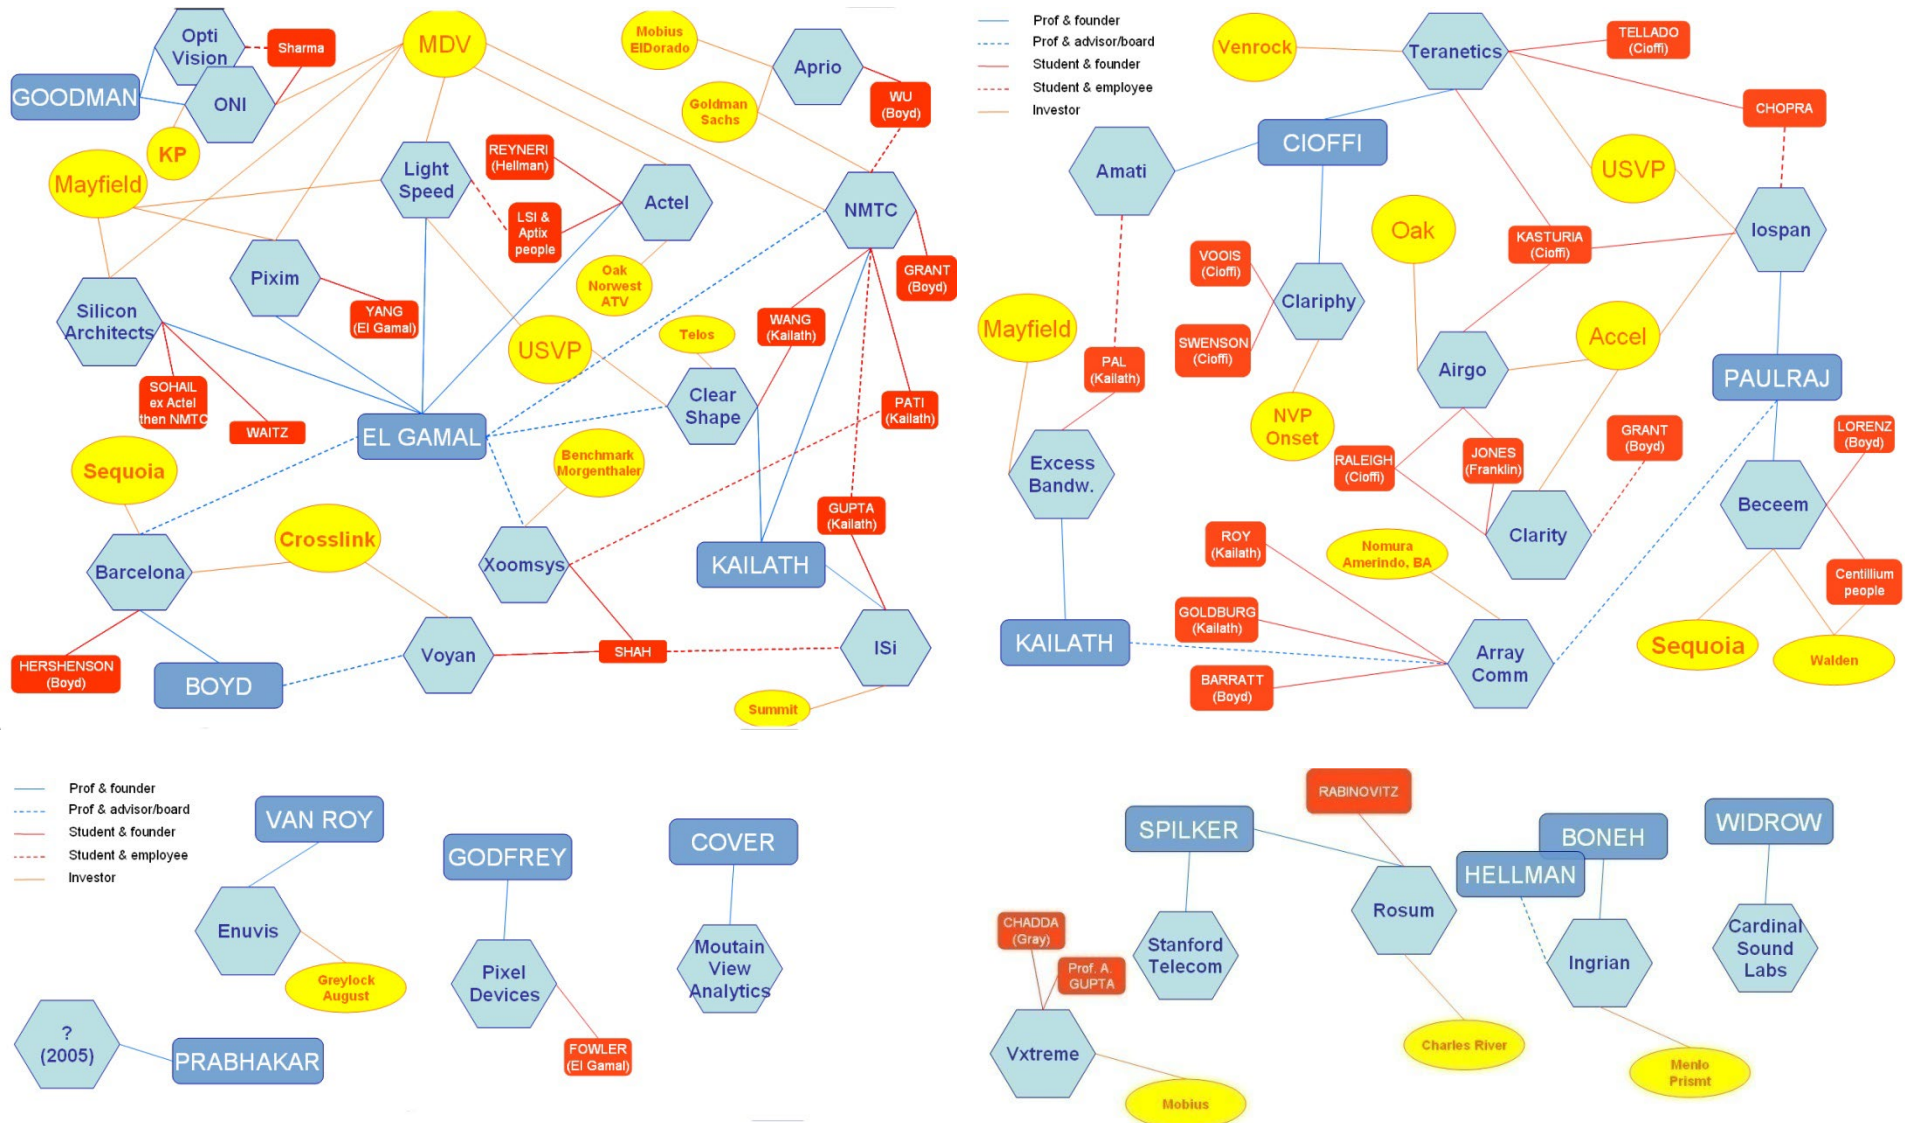 Opti
Vision
Sharma
GOODMAN
ONI
KP
MDV
Mobius
ElDorado
Aprio
Goldman
Sachs
WU
(Boyd)
Mayfield
Light
Speed
REYNERI
(Hellman)
LSI &
Aptix
people
Actel
NMTC
Pixim
YANG
(El Gamal)
Oak
Norwest
ATV
GRANT
(Boyd)
Silicon
Architects
USVP
Telos
WANG
(Kailath)
SOHAIL
ex Actel
then NMTC
WAITZ
EL GAMAL
Clear
Shape
PATI
(Kailath)
Sequoia
Benchmark
Morgenthaler
Crosslink
GUPTA
(Kailath)
Barcelona
Xoomsys
KAILATH
HERSHENSON
(Boyd)
BOYD
Voyan
SHAH
ISi
Summit
Prof & founder
Prof & advisor/board
Student & founder
Student & employee
Investor
Venrock
Teranetics
TELLADO
(Cioffi)
CHOPRA
CIOFFI
Amati
USVP
Oak
KASTURIA
(Cioffi)
Iospan
VOOIS
(Cioffi)
Clariphy
Mayfield
SWENSON
(Cioffi)
PAL
(Kailath)
Airgo
Accel
PAULRAJ
NVP
Onset
GRANT
(Boyd)
LORENZ
(Boyd)
RALEIGH
(Cioffi)
JONES
(Franklin)
Excess
Bandw.
Clarity
Beceem
ROY
(Kailath)
Nomura
Amerindo, BA
Centillium
people
GOLDBURG
(Kailath)
KAILATH
Array
Comm
Sequoia
Walden
BARRATT
(Boyd)
Prof & founder
Prof & advisor/board
Student & founder
Student & employee
Investor
VAN ROY
GODFREY
COVER
Enuvis
Greylock
August
Pixel
Devices
Moutain
View
Analytics
?
(2005)
PRABHAKAR
FOWLER
(El Gamal)
RABINOVITZ
SPILKER
BONEH
HELLMAN
WIDROW
CHADDA
(Gray)
Prof. A.
GUPTA
Stanford
Telecom
Rosum
Ingrian
Cardinal
Sound
Labs
Vxtreme
Charles River
Menlo
Prismt
Mobius